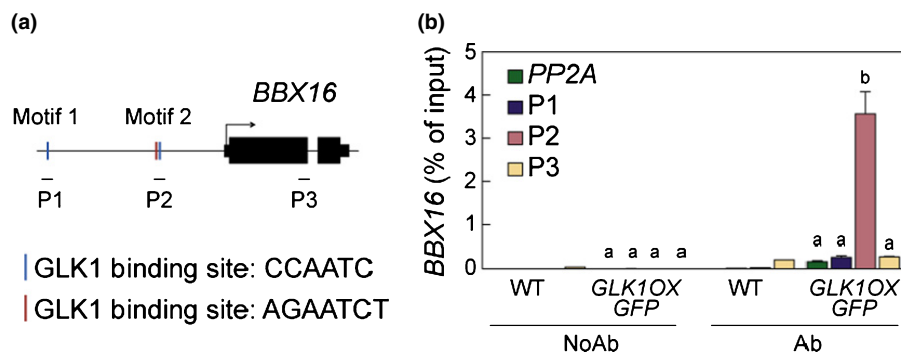 (a)
BBX16
Motif 1 Motif 2
P1 P2 P3
GLK1 binding site: CCAATC
GLK1 binding site: AGAATCT
(b)
BBX16 (% of input)
5
4
3
2
1
0
PP2A
P1
P2
P3
a a a a
a a b a
WT GLK1OX GFP WT GLK1OX GFP
NoAb Ab